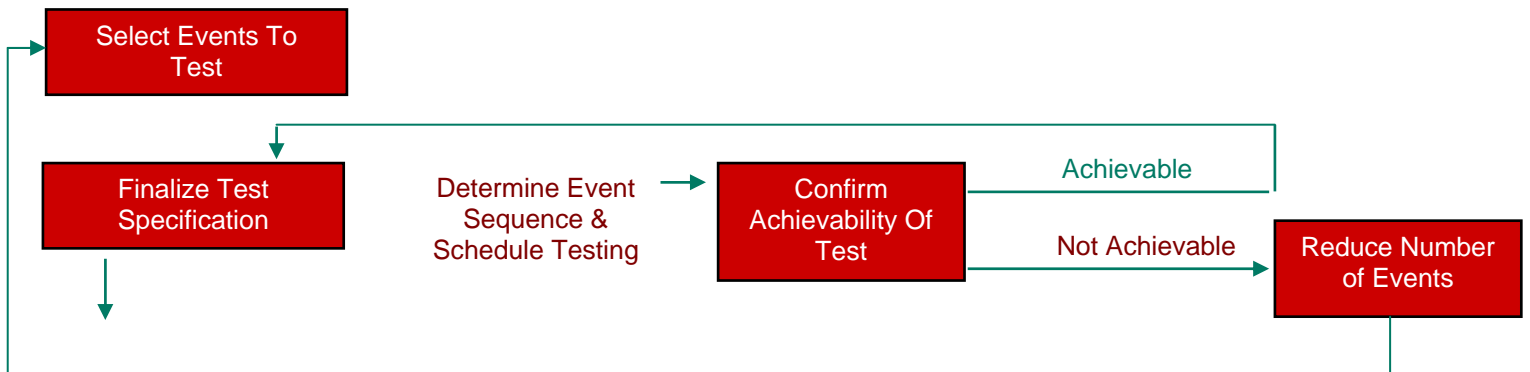 Select Events To
Test
Finalize Test
Specification
Determine Event
Sequence &
Schedule Testing
Confirm
Achievability Of
Test
Achievable
Not Achievable
Reduce Number
of Events